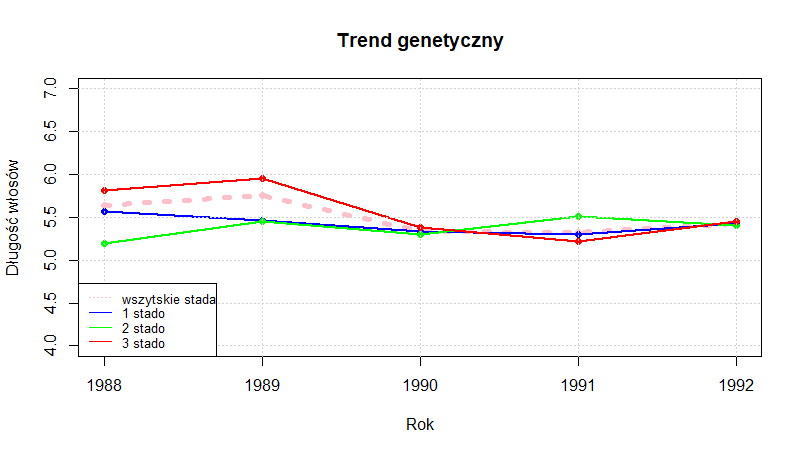 Trend genetyczny
Długość włosów
7.0
6.5
6.0
5.5
5.0
4.5
4.0
wszytskie stada
1 stado
2 stado
3 stado
1988 1989 1990 1991 1992
Rok